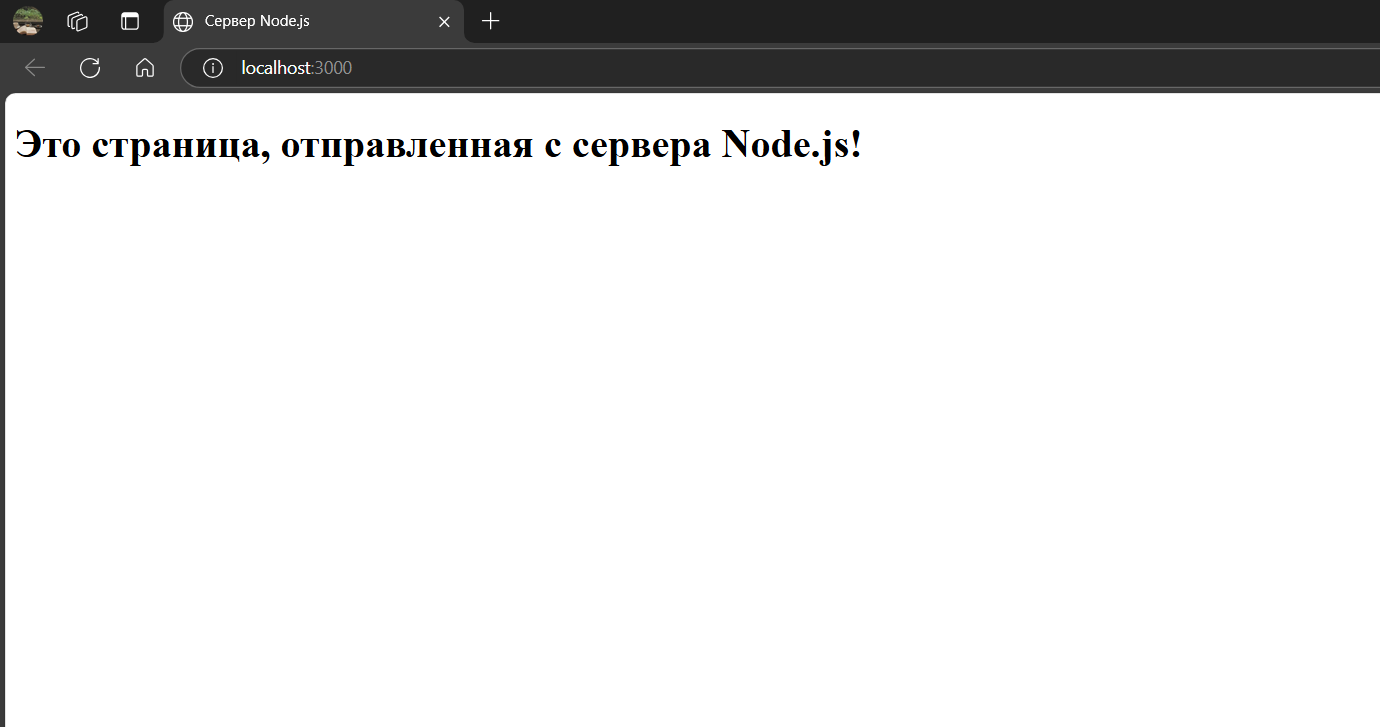 Сервер Node.js
localhost:3000
Это страница, отправленная с сервера Node.js!